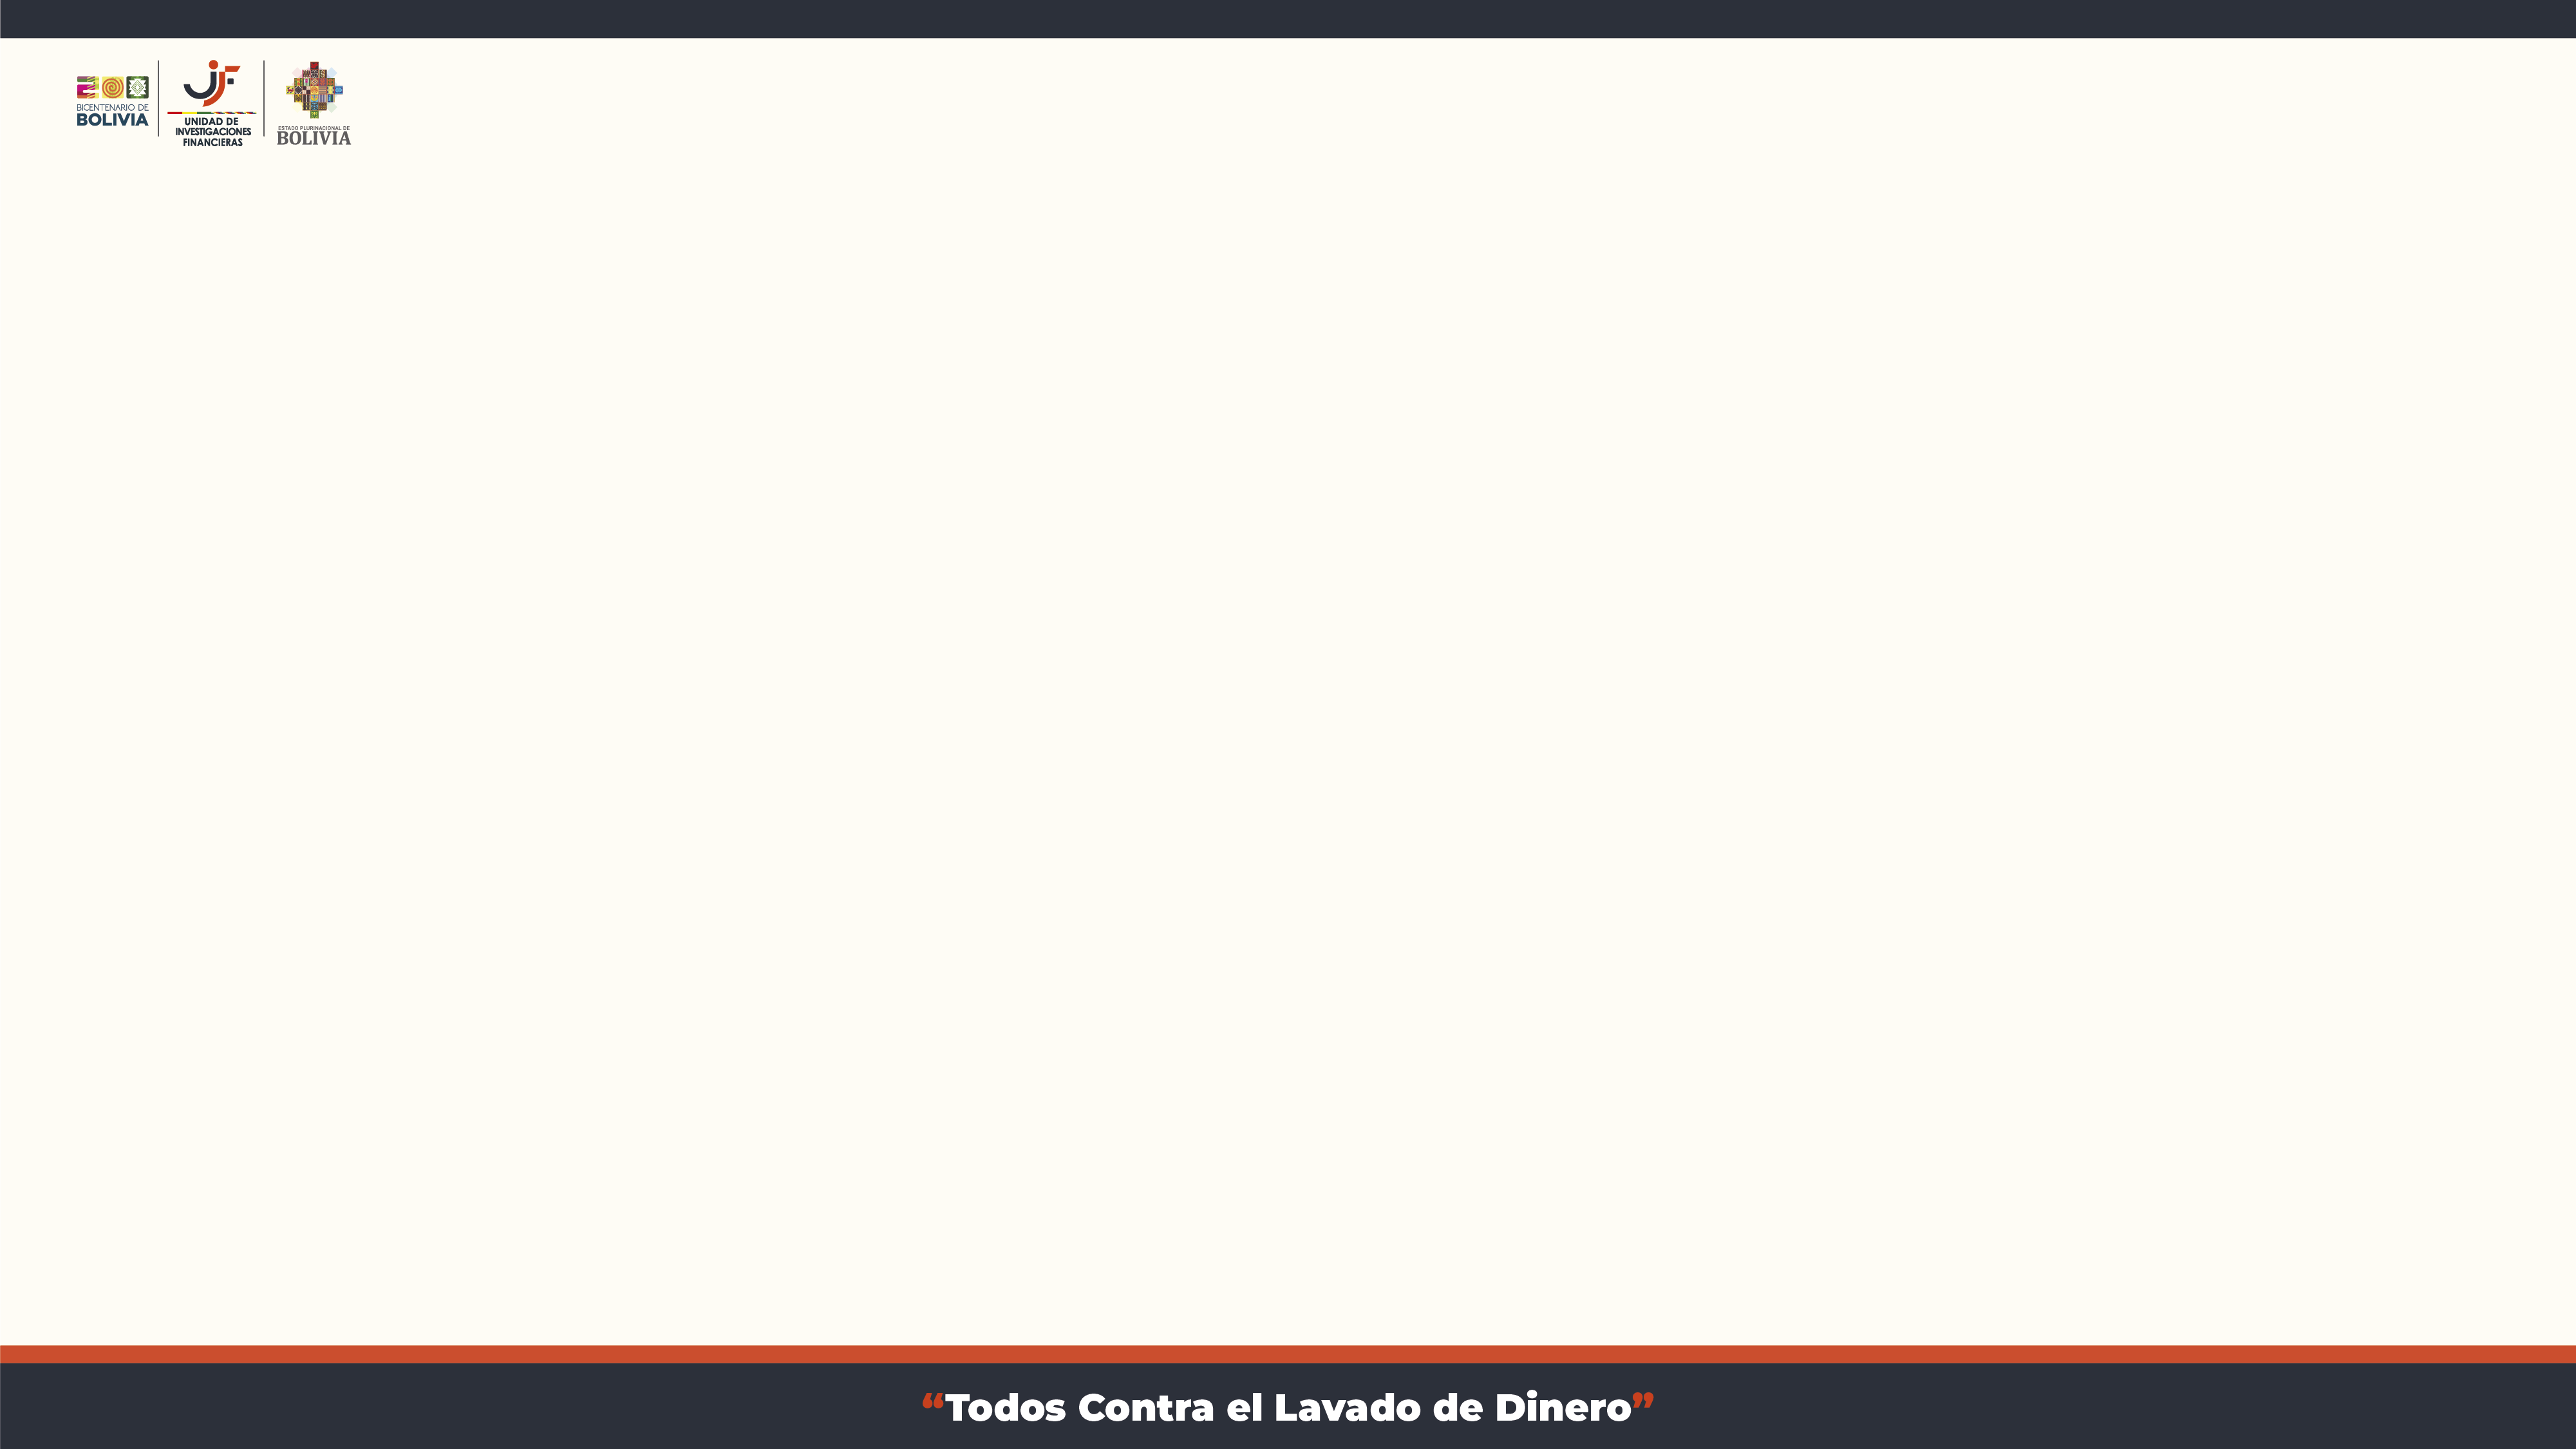 BICENTENARIO DE
BOLIVIA
UNIDAD DE
INVESTIGACIONES
FINANCIERAS
ESTADO PLURINACIONAL DE
BOLIVIA
“Todos Contra el Lavado de Dinero”